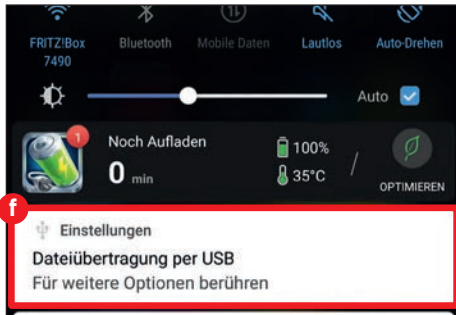 FRITZ!Box 7490
Bluetooth
Mobile Daten
Lautlos
Auto-Drehen
Auto
1
Noch Aufladen
0 min
100%
35°C
/
OPTIMIEREN
f
Einstellungen
Dateiübertragung per USB
Für weitere Optionen berühren